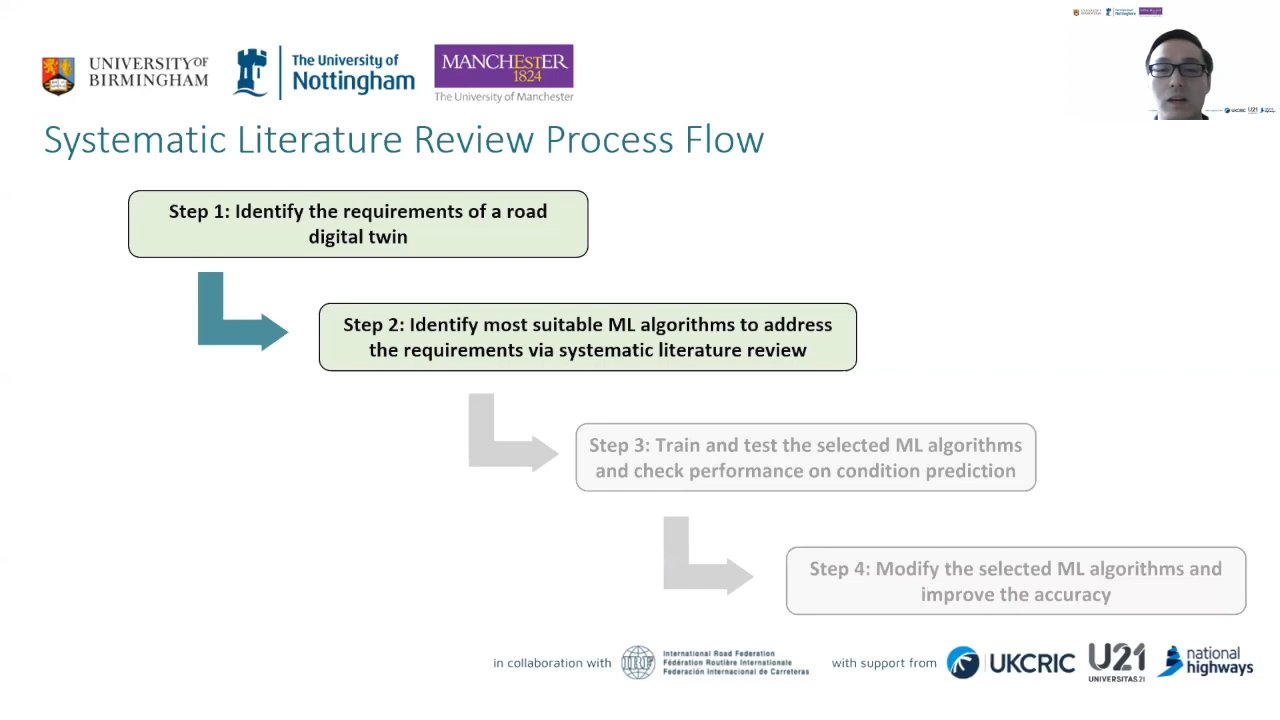 UNIVERSITY OF
BIRMINGHAM
The University of
Nottingham
MANCHESTER
1824
The University of Manchester
Systematic Literature Review Process Flow
Step 1: Identify the requirements of a road
digital twin
Step 2: Identify most suitable ML algorithms to address
the requirements via systematic literature review
Step 3: Train and test the selected ML algorithms
and check performance on condition prediction
Step 4: Modify the selected ML algorithms and
improve the accuracy
in collaboration with
IRF
International Road Federation
Fédération Routière Internationale
Federación Internacional de Carreteras
with support from
UKCRIC
U21
UNIVERSITAS 21
national
highways